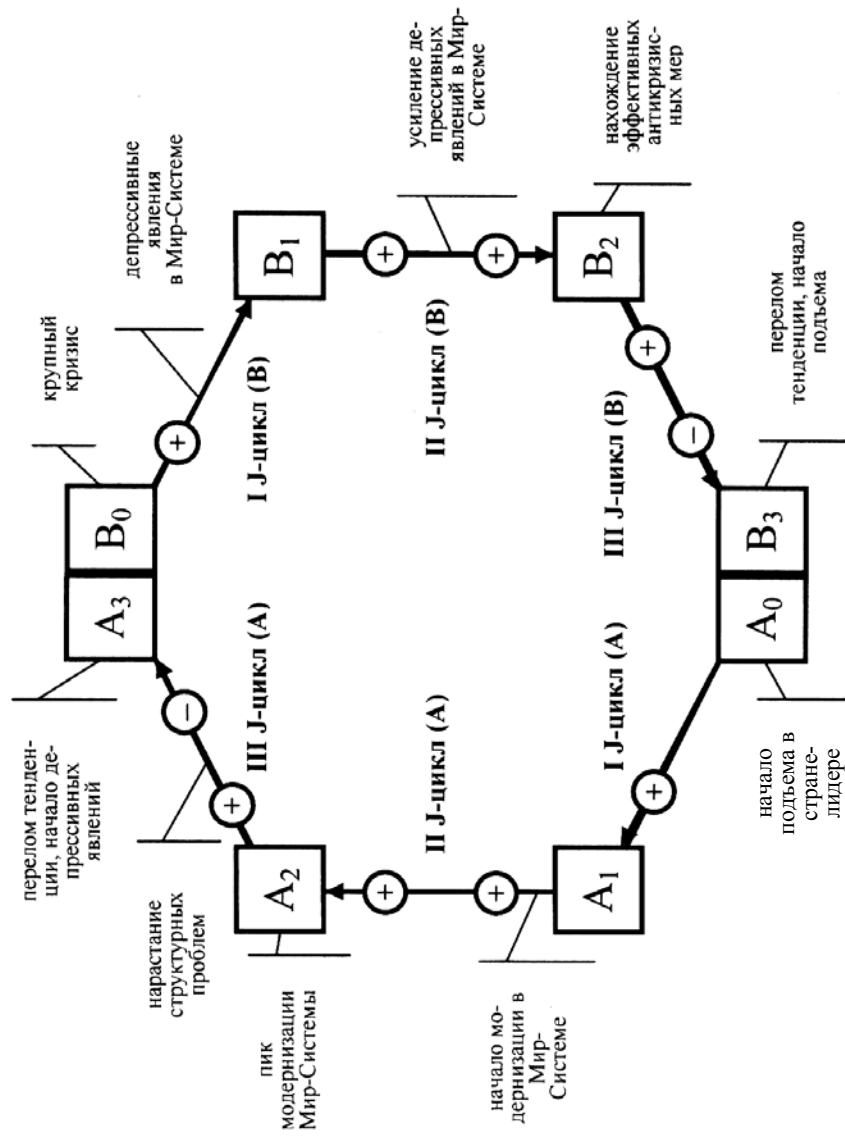 перелом тенден-
ции, начало де-
прессивных
явлений
крупный
кризис
A₃
B₀
нарастание
структурных
проблем
депрессивные
явления
в Мир-Системе
+
−
+
III J-цикл (A)
I J-цикл (B)
пик
модернизации
Мир-Системы
A₂
B₁
усиление де-
прессивных
явлений в Мир-
Системе
+
+
II J-цикл (A)
II J-цикл (B)
+
+
начало мо-
дернизации в
Мир-
Системе
A₁
B₂
нахождение
эффективных
антикризис-
ных мер
I J-цикл (A)
III J-цикл (B)
+
−
+
A₀
B₃
начало
подъема в
стране-
лидере
перелом
тенденции, начало
подъема